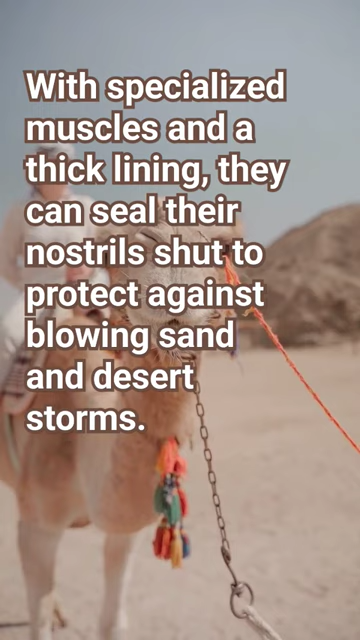 With specialized
muscles and a
thick lining, they
can seal their
nostrils shut to
protect against
blowing sand
and desert
storms.